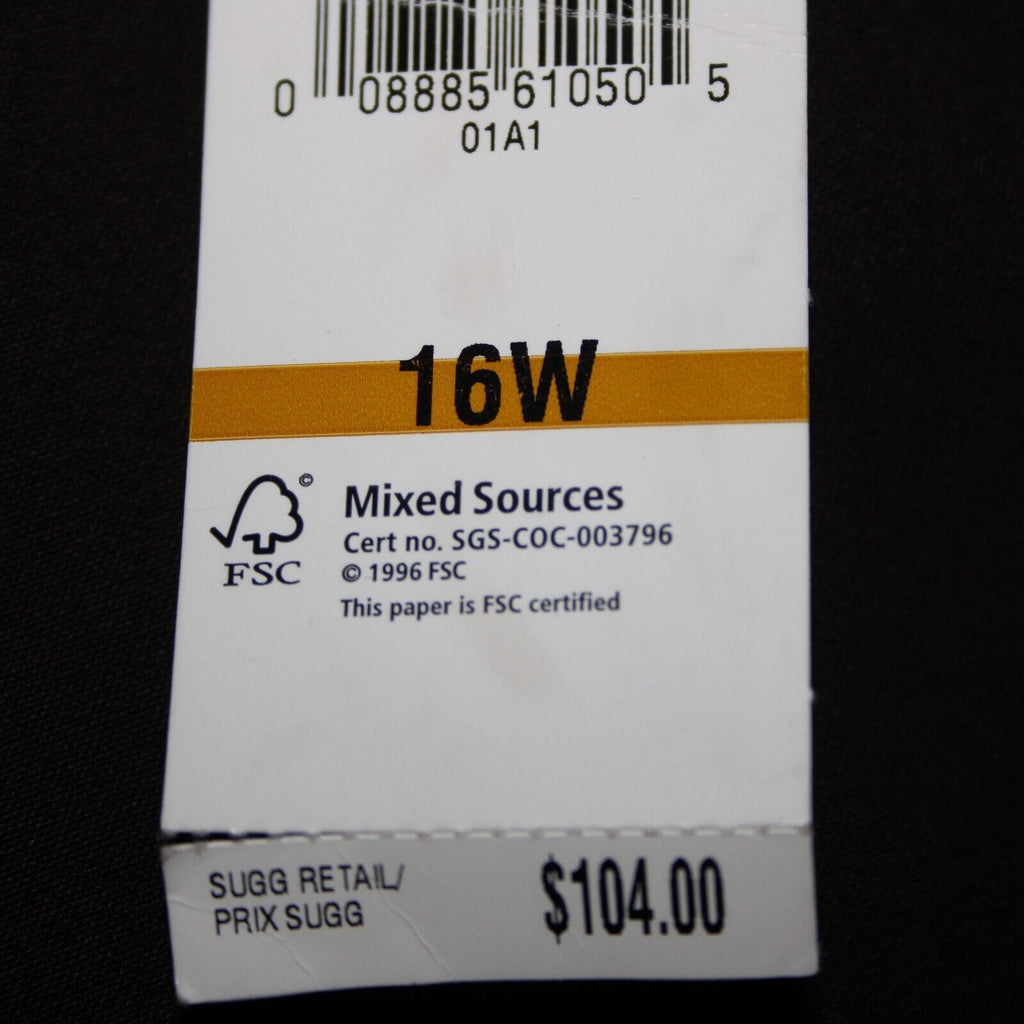 0 08885 61050 5
01A1
16W
©
FSC
Mixed Sources
Cert no. SGS-COC-003796
© 1996 FSC
This paper is FSC certified
SUGG RETAIL/
PRIX SUGG
$104.00